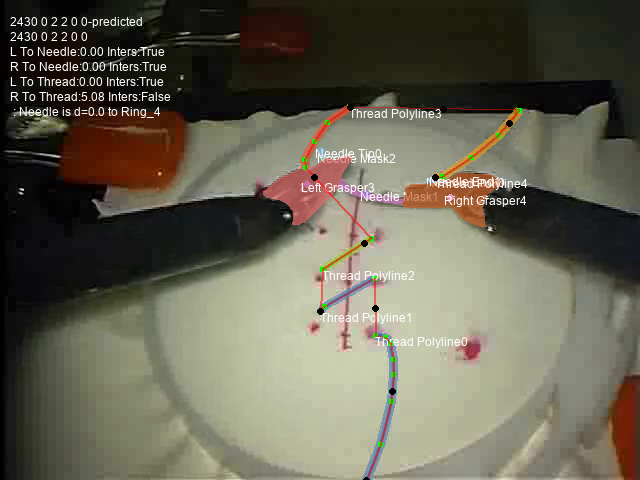 2430 0 2 2 0 0-predicted
2430 0 2 2 0 0
L To Needle:0.00 Inters:True
R To Needle:0.00 Inters:True
L To Thread:0.00 Inters:True
R To Thread:5.08 Inters:False
: Needle is d=0.0 to Ring_4
Thread Polyline3
Needle Tip0
Needle Mask2
Thread Polyline4
Left Grasper3
Needle Mask1
Right Grasper4
Thread Polyline2
Thread Polyline1
Thread Polyline0